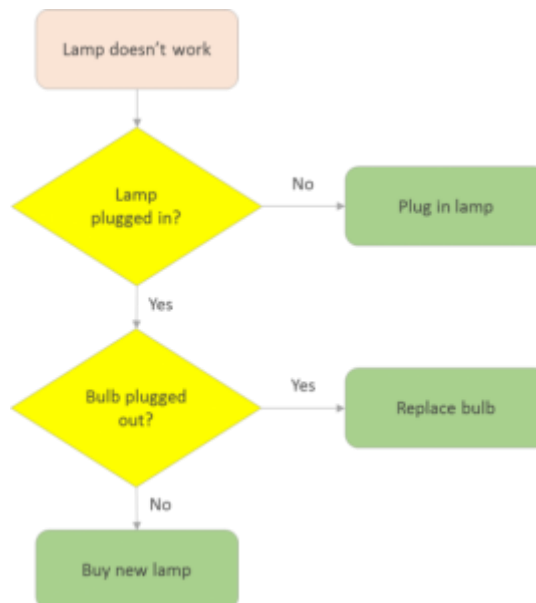 Lamp doesn't work
Lamp
plugged in?
No
Plug in lamp
Yes
Bulb plugged
out?
Yes
Replace bulb
No
Buy new lamp